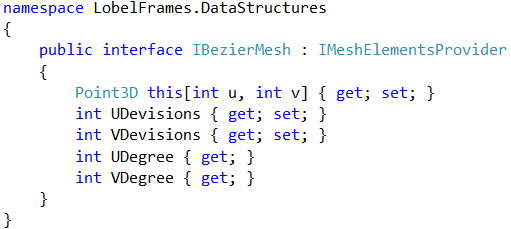 namespace LobelFrames.DataStructures
{
    public interface IBezierMesh : IMeshElementsProvider
    {
        Point3D this[int u, int v] { get; set; }
        int UDevisions { get; set; }
        int VDevisions { get; set; }
        int UDegree { get; }
        int VDegree { get; }
    }
}